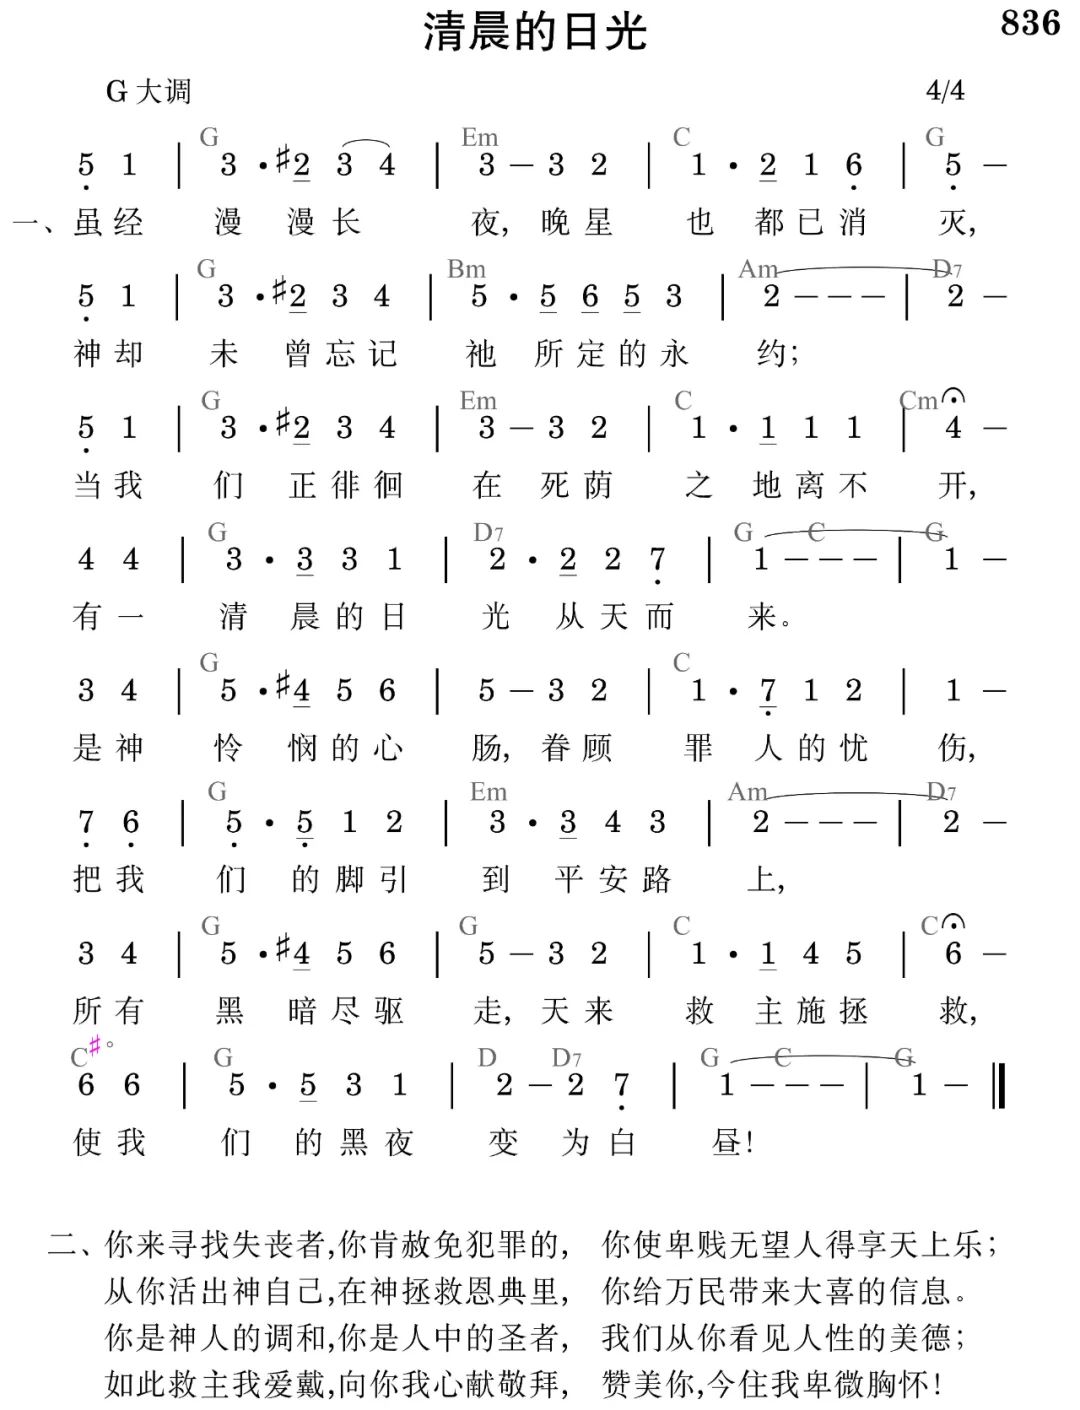 清晨的日光
836
G 大调 4/4
G Em C G
5 1 | 3 · #2 3 4 | 3 – 3 2 | 1 · 2 1 6 | 5 –
一、虽经 漫 漫长 夜, 晚星 也 都已消 灭,
G Bm Am D7
5 1 | 3 · #2 3 4 | 5 · 5 6 5 3 | 2 – – – | 2 –
神却 未 曾忘记 祂 所定的永 约;
G Em C Cm
5 1 | 3 · #2 3 4 | 3 – 3 2 | 1 · 1 1 1 | 4 –
当我 们 正徘徊 在 死荫 之 地离不 开,
G D7 G C G
4 4 | 3 · 3 3 1 | 2 · 2 2 7 | 1 – – – | 1 –
有一 清 晨的日 光 从天而 来。
G C
3 4 | 5 · #4 5 6 | 5 – 3 2 | 1 · 7 1 2 | 1 –
是神 怜 悯的心 肠, 眷顾 罪 人的忧 伤,
G Em Am D7
7 6 | 5 · 5 1 2 | 3 · 3 4 3 | 2 – – – | 2 –
把我 们 的脚引 到 平安路 上,
G G C C
3 4 | 5 · #4 5 6 | 5 – 3 2 | 1 · 1 4 5 | 6 –
所有 黑 暗尽驱 走, 天来 救 主施拯 救,
C#° G D D7 G C G
6 6 | 5 · 5 3 1 | 2 – 2 7 | 1 – – – | 1 – ‖
使我 们 的黑夜 变 为白 昼!
二、你来寻找失丧者,你肯赦免犯罪的, 你使卑贱无望人得享天上乐;
从你活出神自己,在神拯救恩典里, 你给万民带来大喜的信息。
你是神人的调和,你是人中的圣者, 我们从你看见人性的美德;
如此救主我爱戴,向你我心献敬拜, 赞美你,今住我卑微胸怀!